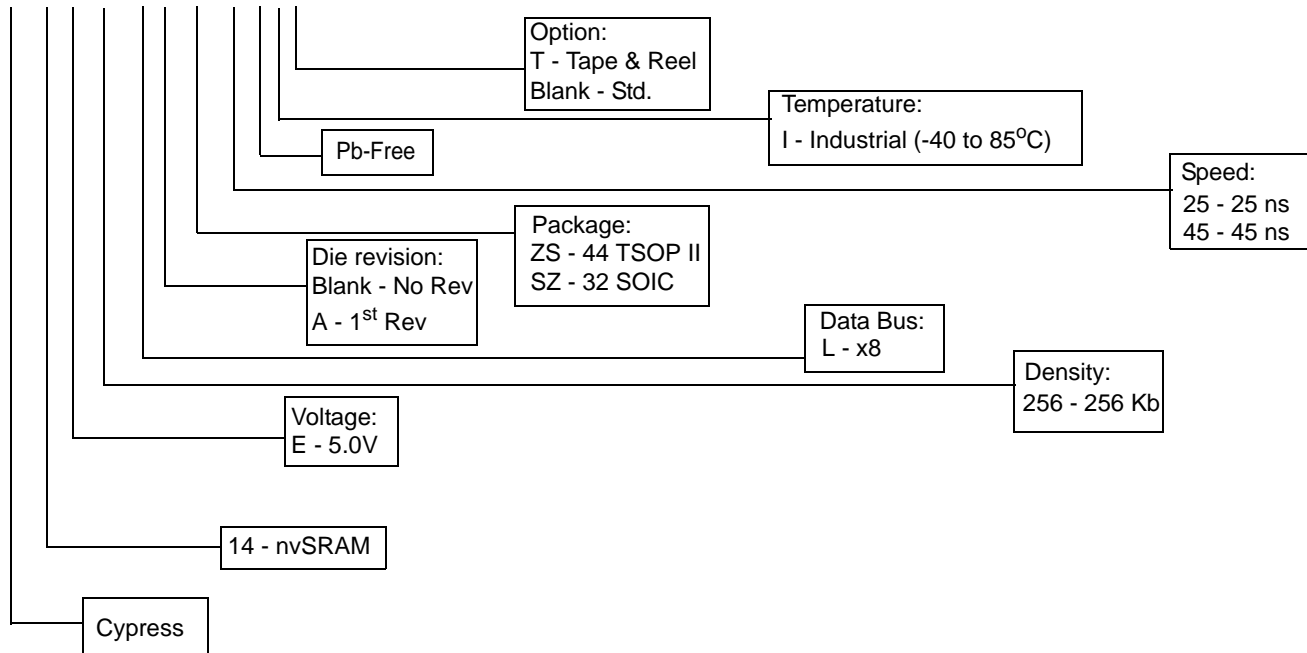 Option:
T - Tape & Reel
Blank - Std.
Temperature:
I - Industrial (-40 to 85°C)
Pb-Free
Speed:
25 - 25 ns
45 - 45 ns
Package:
ZS - 44 TSOP II
SZ - 32 SOIC
Die revision:
Blank - No Rev
A - 1st Rev
Data Bus:
L - x8
Density:
256 - 256 Kb
Voltage:
E - 5.0V
14 - nvSRAM
Cypress